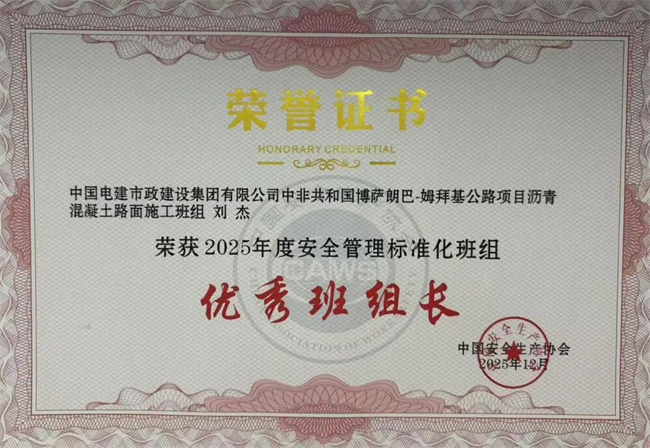 荣誉证书
HONORARY CREDENTIAL
中国电建市政建设集团有限公司中非共和国博萨朗巴-姆拜基公路项目沥青
混凝土路面施工班组 刘 杰
荣获2025年度安全管理标准化班组
CAWS
优秀班组长
中国安全生产协会
2025年12月